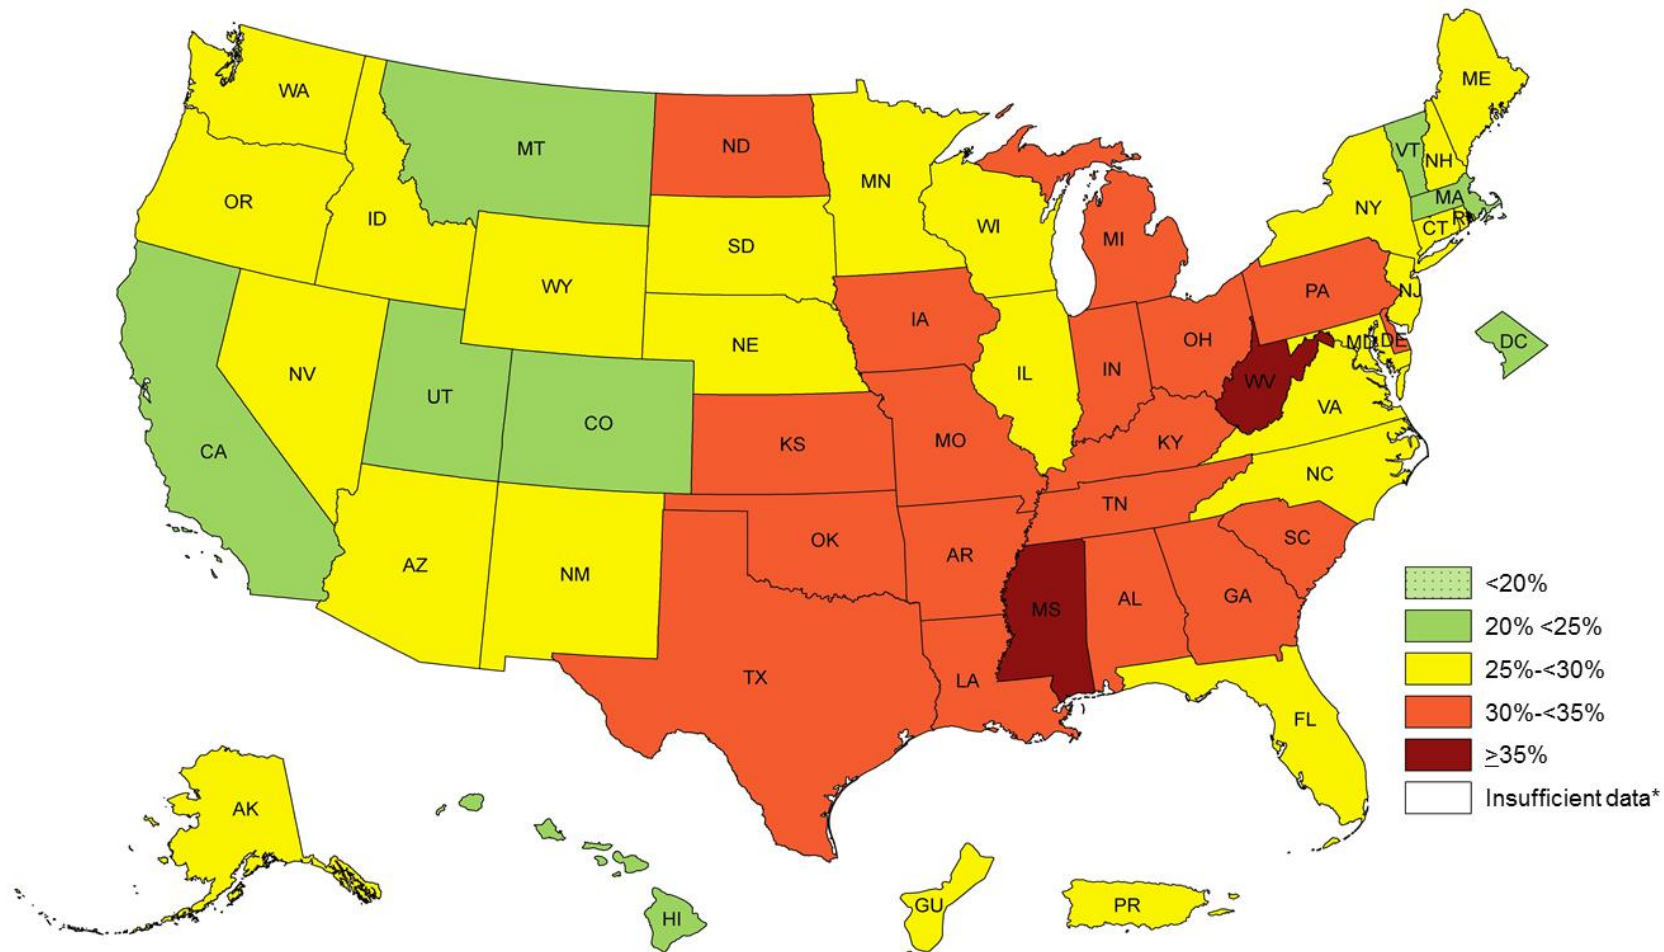 WA
MT
ND
MN
ME
VT
NH
OR
ID
SD
WI
MI
NY
MA
RI
CT
WY
IA
PA
NJ
NE
NV
UT
CO
IL
IN
OH
MD
DE
DC
WV
VA
CA
KS
MO
KY
AZ
NM
OK
AR
TN
NC
SC
MS
AL
GA
TX
LA
FL
AK
HI
GU
PR
<20%
20% <25%
25%-<30%
30%-<35%
≥35%
Insufficient data*